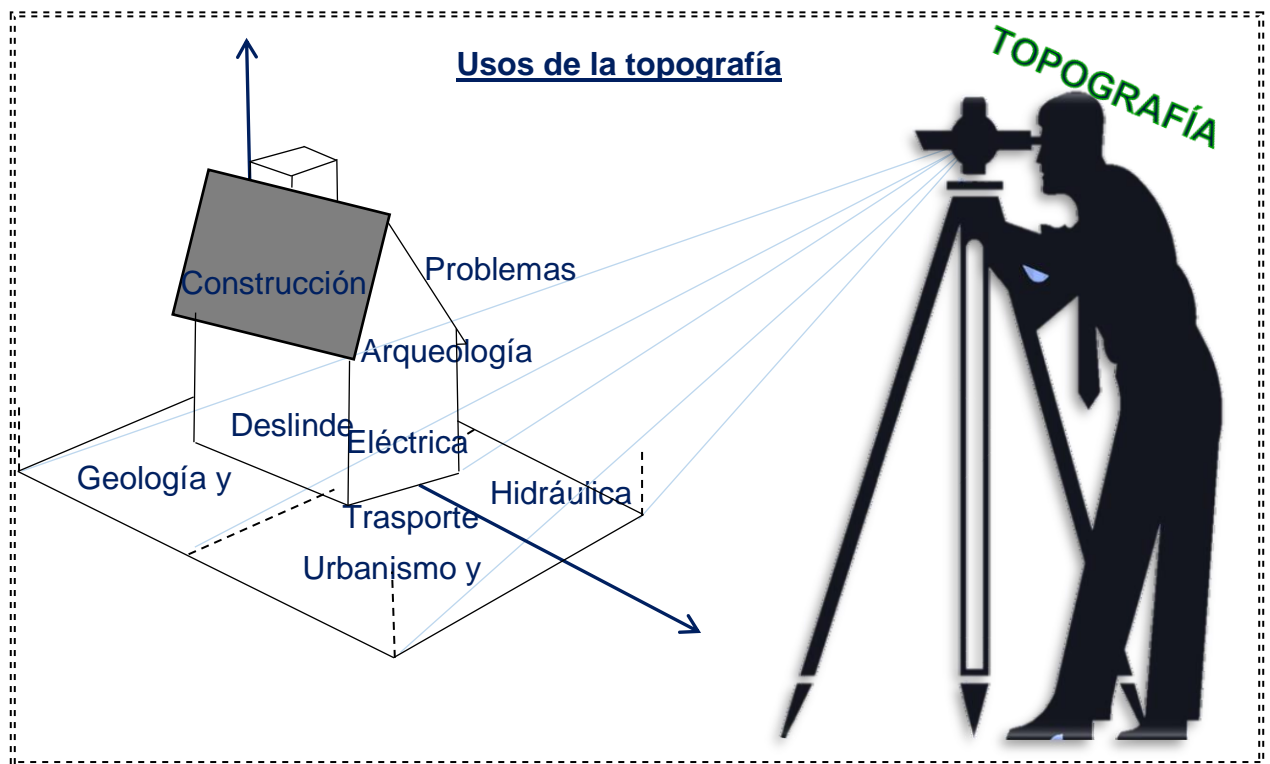 Usos de la topografía
TOPOGRAFÍA
Problemas
Construcción
Arqueología
Deslinde
Eléctrica
Geología y
Hidráulica
Trasporte
Urbanismo y